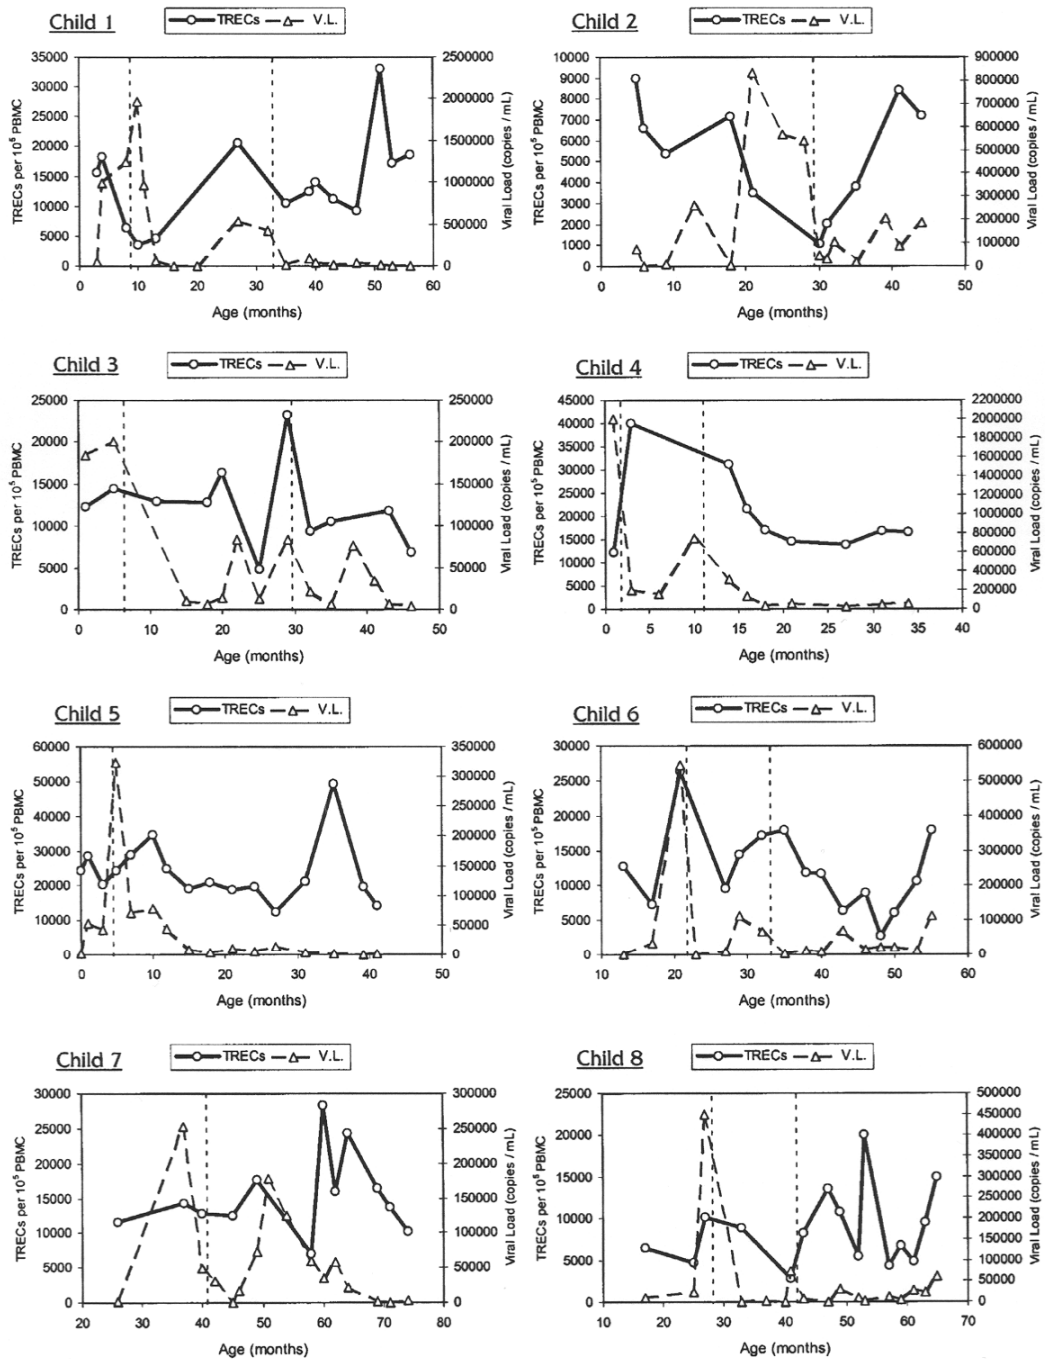 Child 1
TRECs V.L.
TRECs per 10⁵ PBMC
35000
30000
25000
20000
15000
10000
5000
0
2500000
2000000
1500000
1000000
500000
0
Viral Load (copies / mL)
0 10 20 30 40 50 60
Age (months)
Child 2
TRECs V.L.
TRECs per 10⁵ PBMC
10000
9000
8000
7000
6000
5000
4000
3000
2000
1000
0
900000
800000
700000
600000
500000
400000
300000
200000
100000
0
Viral Load (copies / mL)
0 10 20 30 40 50
Age (months)
Child 3
TRECs V.L.
TRECs per 10⁵ PBMC
25000
20000
15000
10000
5000
0
250000
200000
150000
100000
50000
0
Viral Load (copies / mL)
0 10 20 30 40 50
Age (months)
Child 4
TRECs V.L.
TRECs per 10⁵ PBMC
45000
40000
35000
30000
25000
20000
15000
10000
5000
0
2200000
2000000
1800000
1600000
1400000
1200000
1000000
800000
600000
400000
200000
0
Viral Load (copies / mL)
0 5 10 15 20 25 30 35 40
Age (months)
Child 5
TRECs V.L.
TRECs per 10⁵ PBMC
60000
50000
40000
30000
20000
10000
0
350000
300000
250000
200000
150000
100000
50000
0
Viral Load (copies / mL)
0 10 20 30 40 50
Age (months)
Child 6
TRECs V.L.
TRECs per 10⁵ PBMC
30000
25000
20000
15000
10000
5000
0
600000
500000
400000
300000
200000
100000
0
Viral Load (copies / mL)
10 20 30 40 50 60
Age (months)
Child 7
TRECs V.L.
TRECs per 10⁵ PBMC
30000
25000
20000
15000
10000
5000
0
300000
250000
200000
150000
100000
50000
0
Viral Load (copies / mL)
20 30 40 50 60 70 80
Age (months)
Child 8
TRECs V.L.
TRECs per 10⁵ PBMC
25000
20000
15000
10000
5000
0
500000
450000
400000
350000
300000
250000
200000
150000
100000
50000
0
Viral Load (copies / mL)
10 20 30 40 50 60 70
Age (months)